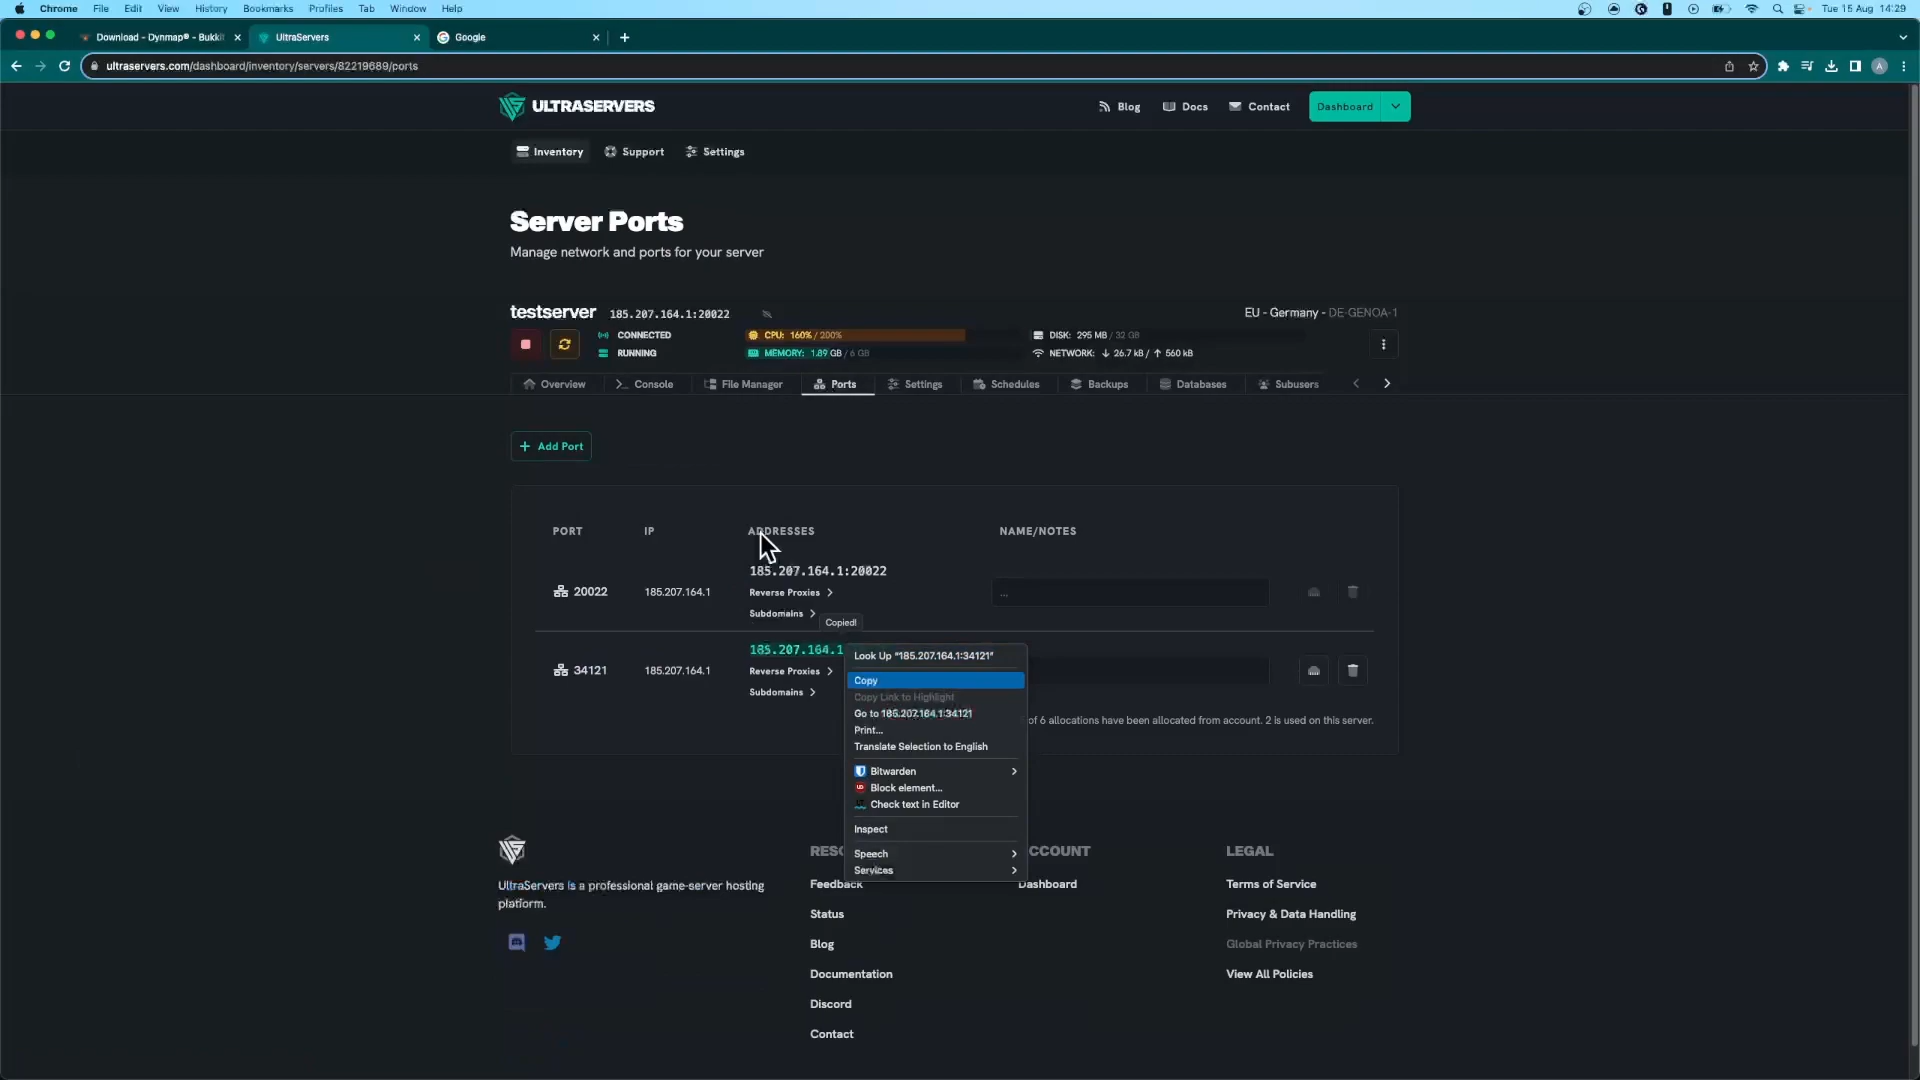 Chrome File Edit View History Bookmarks Profiles Tab Window Help Tue 15 Aug 14:29
Download - Dynmap® - Bukki UltraServers Google
ultraservers.com/dashboard/inventory/servers/82219689/ports A
ULTRASERVERS Blog Docs Contact Dashboard
Inventory Support Settings
Server Ports
Manage network and ports for your server
testserver 185.207.164.1:20022 EU - Germany - DE-GENOA-1
CONNECTED CPU: 160% / 200% DISK: 295 MB / 32 GB
RUNNING MEMORY: 1.89 GB / 6 GB NETWORK: ↓ 26.7 kB / ↑ 560 kB
Overview Console File Manager Ports Settings Schedules Backups Databases Subusers
+ Add Port
PORT IP ADDRESSES NAME/NOTES
185.207.164.1:20022
20022 185.207.164.1 Reverse Proxies ...
Subdomains
Copied!
185.207.164.1
34121 185.207.164.1 Reverse Proxies
Subdomains
of 6 allocations have been allocated from account. 2 is used on this server.
Look Up "185.207.164.1:34121"
Copy
Copy Link to Highlight
Go to 185.207.164.1:34121
Print...
Translate Selection to English
Bitwarden
Block element...
Check text in Editor
Inspect
Speech
Services
UltraServers is a professional game-server hosting
platform.
Feedback
Status
Blog
Documentation
Discord
Contact
Dashboard
LEGAL
Terms of Service
Privacy & Data Handling
Global Privacy Practices
View All Policies